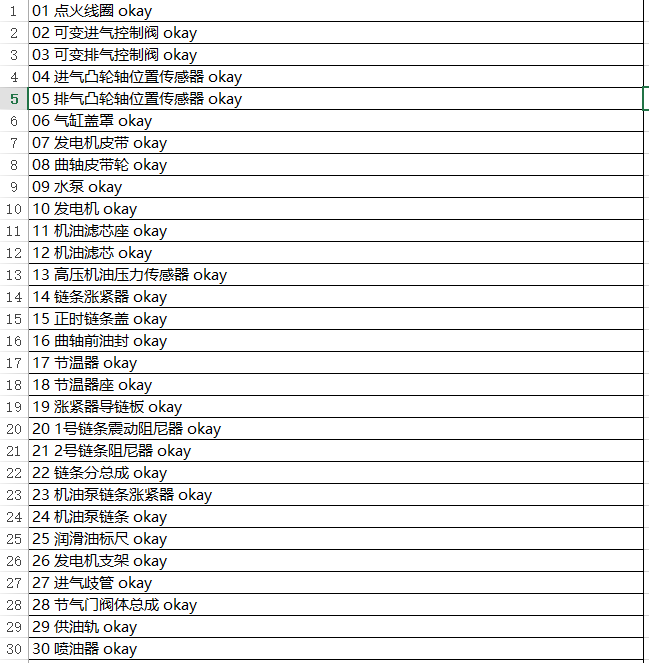 1 01 点火线圈 okay
2 02 可变进气控制阀 okay
3 03 可变排气控制阀 okay
4 04 进气凸轮轴位置传感器 okay
5 05 排气凸轮轴位置传感器 okay
6 06 气缸盖罩 okay
7 07 发电机皮带 okay
8 08 曲轴皮带轮 okay
9 09 水泵 okay
10 10 发电机 okay
11 11 机油滤芯座 okay
12 12 机油滤芯 okay
13 13 高压机油压力传感器 okay
14 14 链条涨紧器 okay
15 15 正时链条盖 okay
16 16 曲轴前油封 okay
17 17 节温器 okay
18 18 节温器座 okay
19 19 涨紧器导链板 okay
20 20 1号链条震动阻尼器 okay
21 21 2号链条阻尼器 okay
22 22 链条分总成 okay
23 23 机油泵链条涨紧器 okay
24 24 机油泵链条 okay
25 25 润滑油标尺 okay
26 26 发电机支架 okay
27 27 进气歧管 okay
28 28 节气门阀体总成 okay
29 29 供油轨 okay
30 30 喷油器 okay